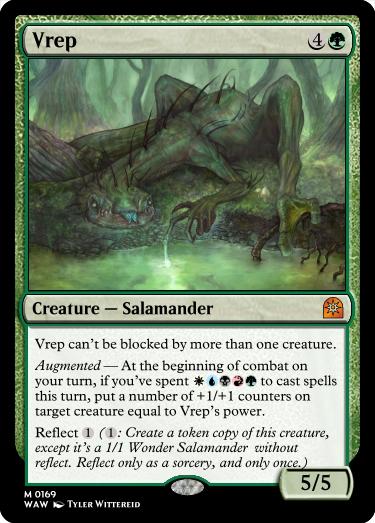 Vrep 4
Creature — Salamander
Vrep can't be blocked by more than one creature.
Augmented — At the beginning of combat on
your turn, if you've spent to cast spells
this turn, put a number of +1/+1 counters on
target creature equal to Vrep's power.
Reflect 1 (1: Create a token copy of this creature,
except it's a 1/1 Wonder Salamander without
reflect. Reflect only as a sorcery, and only once.)
5/5
M 0169
WAW Tyler Wittereid